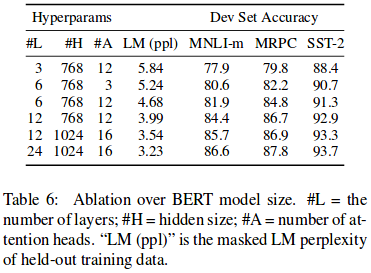 Hyperparams Dev Set Accuracy
#L #H #A LM (ppl) MNLI-m MRPC SST-2
3 768 12 5.84 77.9 79.8 88.4
6 768 3 5.24 80.6 82.2 90.7
6 768 12 4.68 81.9 84.8 91.3
12 768 12 3.99 84.4 86.7 92.9
12 1024 16 3.54 85.7 86.9 93.3
24 1024 16 3.23 86.6 87.8 93.7
Table 6: Ablation over BERT model size. #L = the
number of layers; #H = hidden size; #A = number of at-
tention heads. “LM (ppl)” is the masked LM perplexity
of held-out training data.